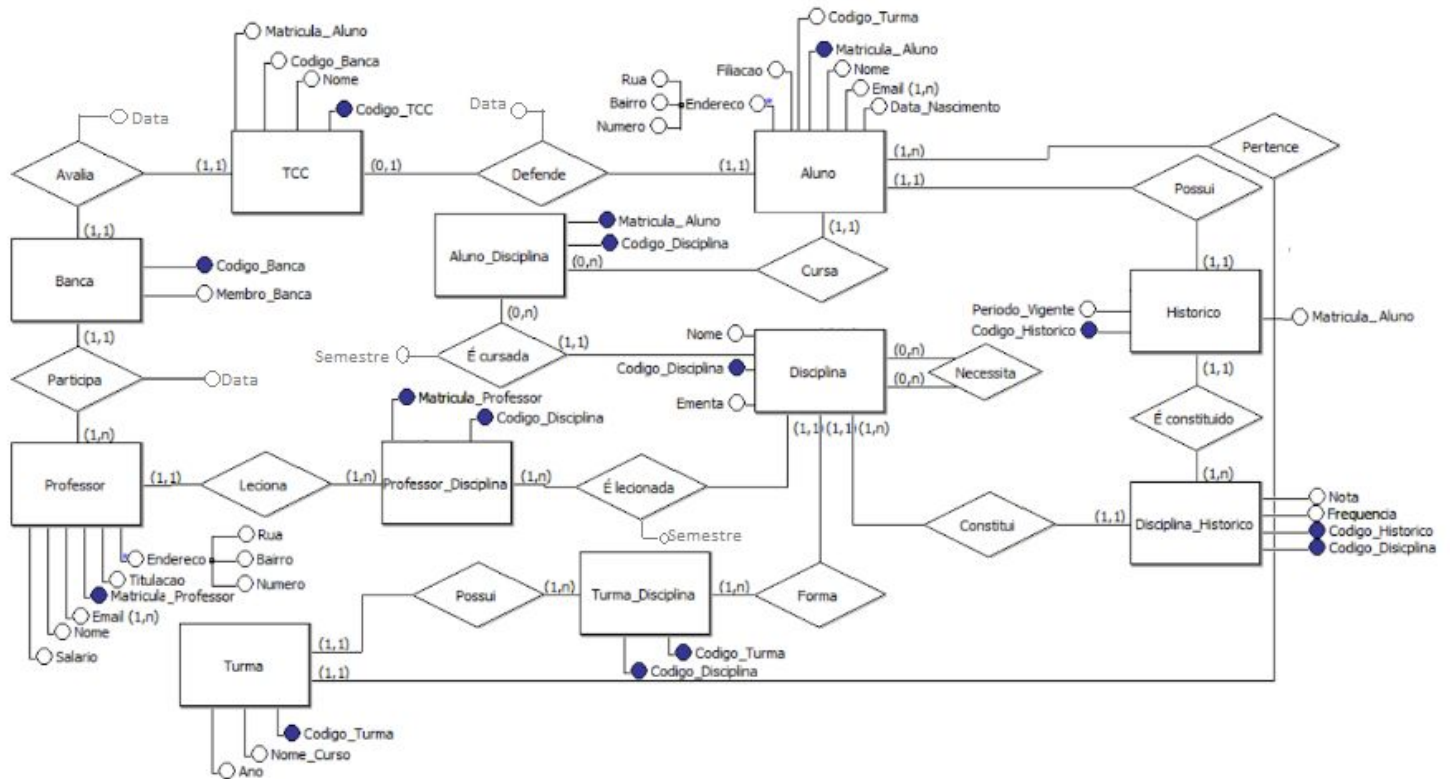 Matricula_Aluno
Codigo_Banca
Nome
Codigo_TCC
Data
Avalia
(1,1)
TCC
(0,1)
Data
Defende
(1,1)
Codigo_Turma
Matricula_Aluno
Filiacao
Nome
Email (1,n)
Data_Nascimento
Rua
Bairro
Endereco
Numero
Aluno
(1,n)
(1,1)
(1,1)
Pertence
Possui
(1,1)
Banca
Codigo_Banca
Membro_Banca
(1,1)
Aluno_Disciplina
Matricula_Aluno
Codigo_Disciplina
(0,n)
(0,n)
Cursa
(1,1)
Historico
Periodo_Vigente
Codigo_Historico
Matricula_Aluno
(1,1)
Participa
Data
(1,n)
Semestre
É cursada
(1,1)
Nome
Codigo_Disciplina
Ementa
Disciplina
(0,n)
(0,n)
Necessita
(1,1)
(1,1)
(1,n)
É constituido
(1,n)
Professor
(1,1)
Leciona
(1,n)
Matricula_Professor
Codigo_Disciplina
Professor_Disciplina
(1,n)
É lecionada
Semestre
Constitui
(1,1)
Disciplina_Historico
Nota
Frequencia
Codigo_Historico
Codigo_Disicplina
Rua
Endereco
Bairro
Numero
Titulacao
Matricula_Professor
Email (1,n)
Nome
Salario
Possui
(1,n)
Turma_Disciplina
(1,n)
Forma
Codigo_Turma
Codigo_Disciplina
Turma
(1,1)
(1,1)
Codigo_Turma
Nome_Curso
Ano